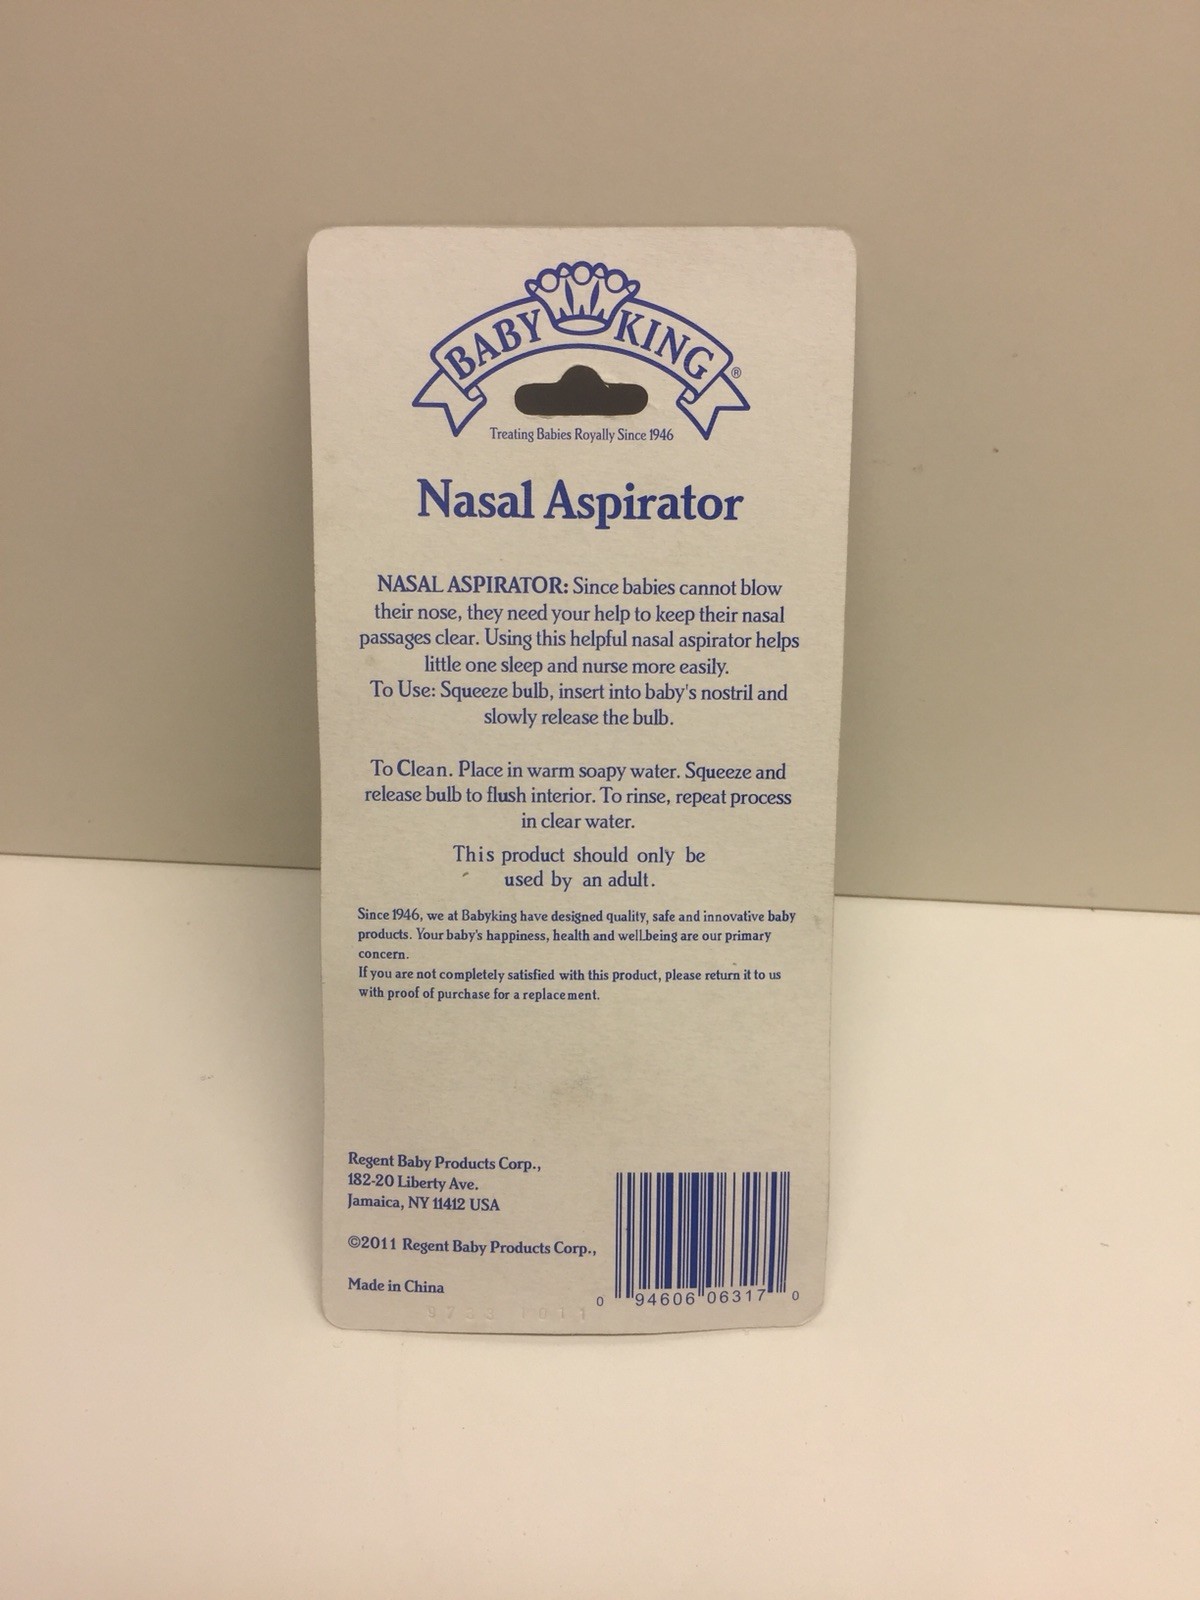 BABY KING ®
Treating Babies Royally Since 1946
Nasal Aspirator
NASAL ASPIRATOR: Since babies cannot blow
their nose, they need your help to keep their nasal
passages clear. Using this helpful nasal aspirator helps
little one sleep and nurse more easily.
To Use: Squeeze bulb, insert into baby's nostril and
slowly release the bulb.
To Clean. Place in warm soapy water. Squeeze and
release bulb to flush interior. To rinse, repeat process
in clear water.
This product should only be
used by an adult.
Since 1946, we at Babyking have designed quality, safe and innovative baby
products. Your baby's happiness, health and well.being are our primary
concern.
If you are not completely satisfied with this product, please return it to us
with proof of purchase for a replacement.
Regent Baby Products Corp.,
182-20 Liberty Ave.
Jamaica, NY 11412 USA
©2011 Regent Baby Products Corp.,
Made in China
0 94606 06317 0